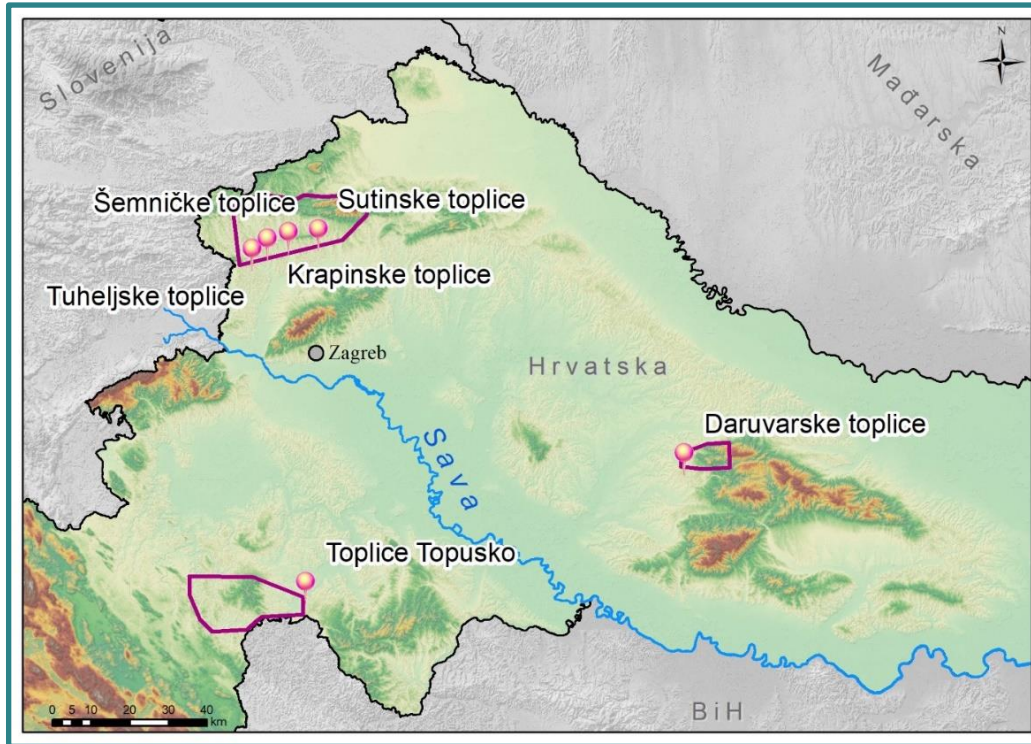 Slovenija
N
Mađarska
Šemničke toplice
Sutinske toplice
Krapinske toplice
Tuheljske toplice
Zagreb
Hrvatska
Daruvarske toplice
Sava
Toplice Topusko
0 5 10 20 30 40
km
BiH